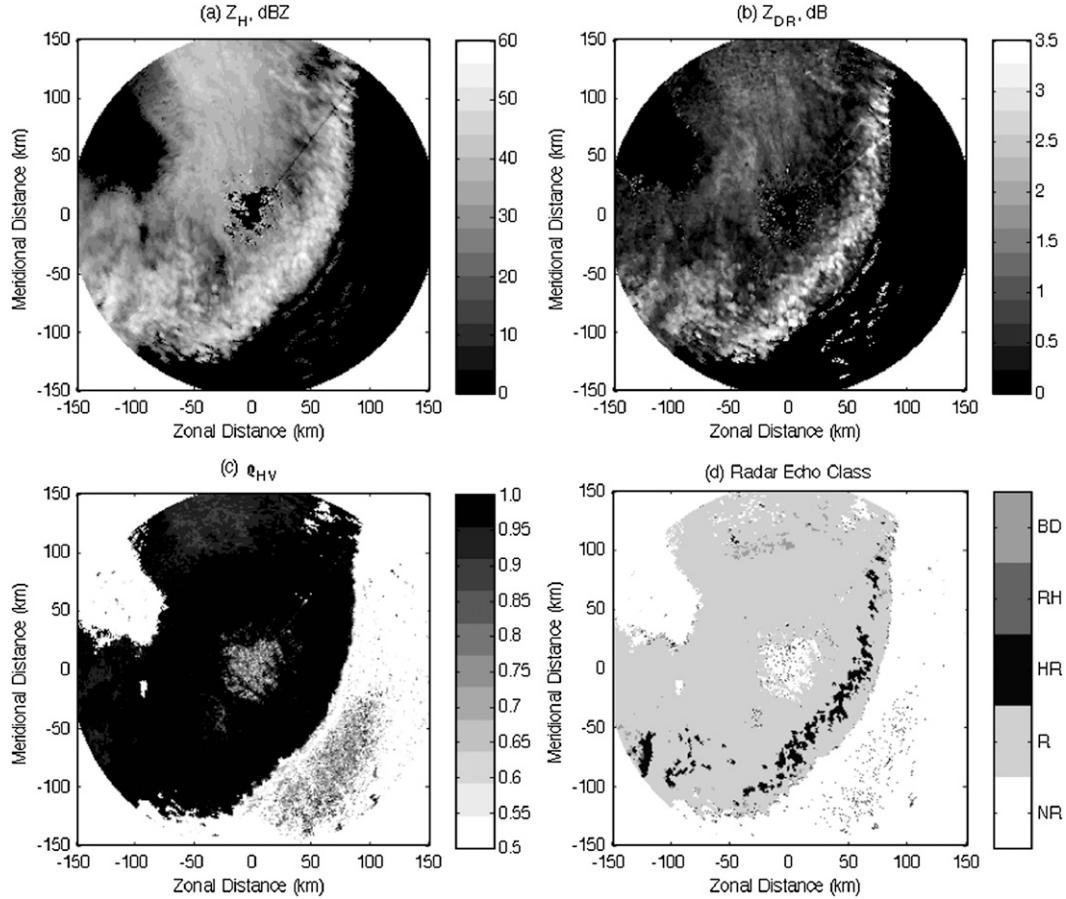 (a) Z_H, dBZ
150
100
50
0
-50
-100
-150
Meridional Distance (km)
-150 -100 -50 0 50 100 150
Zonal Distance (km)
60
50
40
30
20
10
0
(b) Z_DR, dB
150
100
50
0
-50
-100
-150
Meridional Distance (km)
-150 -100 -50 0 50 100 150
Zonal Distance (km)
3.5
3
2.5
2
1.5
1
0.5
0
(c) ϱ_HV
150
100
50
0
-50
-100
-150
Meridional Distance (km)
-150 -100 -50 0 50 100 150
Zonal Distance (km)
1.0
0.95
0.9
0.85
0.8
0.75
0.7
0.65
0.6
0.55
0.5
(d) Radar Echo Class
150
100
50
0
-50
-100
-150
Meridional Distance (km)
-150 -100 -50 0 50 100 150
Zonal Distance (km)
BD
RH
HR
R
NR